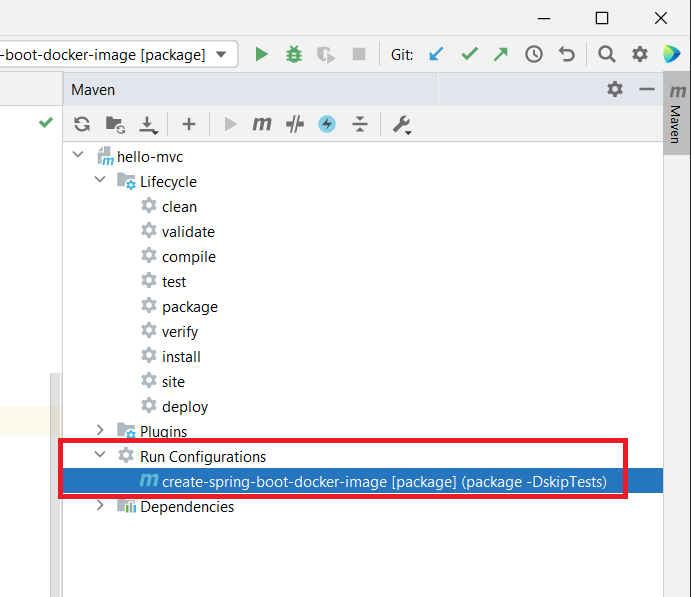 -boot-docker-image [package]
Git:
Maven
m
Maven
m
hello-mvc
Lifecycle
clean
validate
compile
test
package
verify
install
site
deploy
Plugins
Run Configurations
m create-spring-boot-docker-image [package] (package -DskipTests)
Dependencies